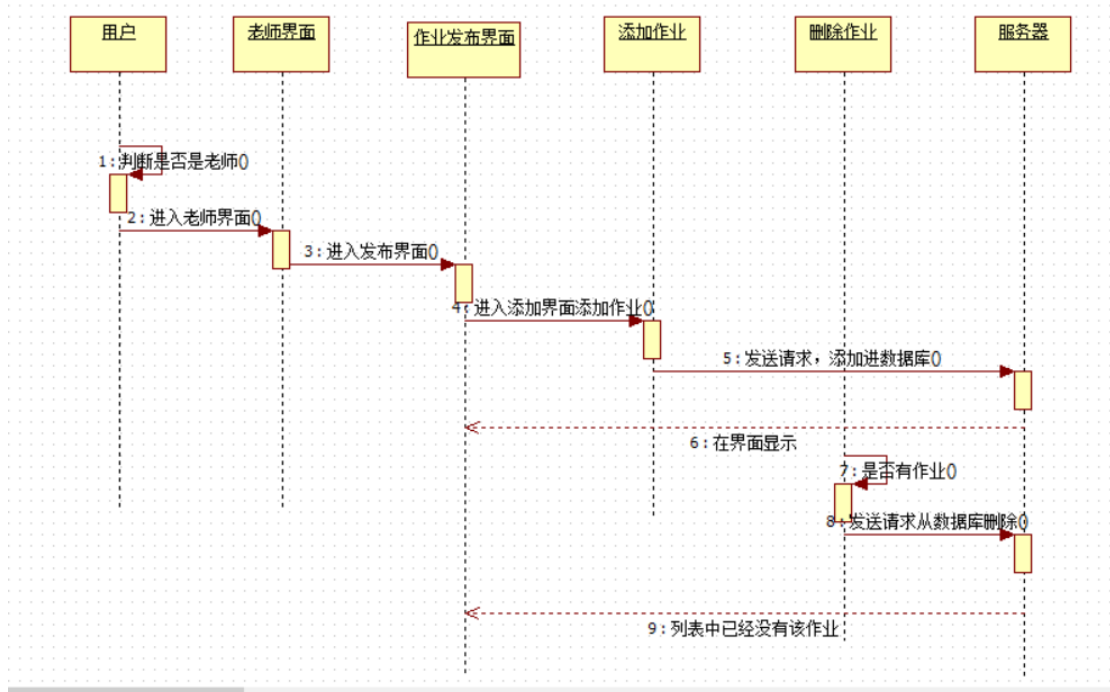 用户
老师界面
作业发布界面
添加作业
删除作业
服务器
1:判断是否是老师()
2:进入老师界面()
3:进入发布界面()
4:进入添加界面添加作业()
5:发送请求，添加进数据库()
6:在界面显示
7:是否有作业()
8:发送请求从数据库删除()
9:列表中已经没有该作业